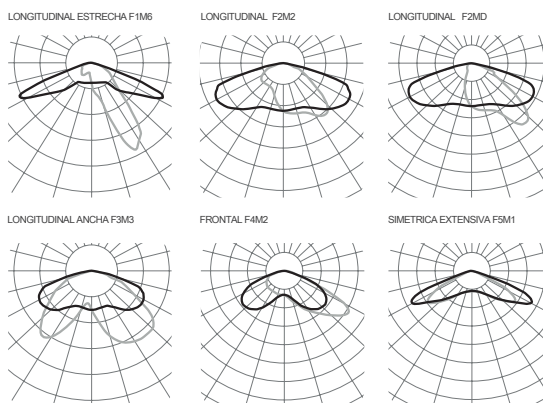 LONGITUDINAL ESTRECHA F1M6
LONGITUDINAL F2M2
LONGITUDINAL F2MD
LONGITUDINAL ANCHA F3M3
FRONTAL F4M2
SIMETRICA EXTENSIVA F5M1